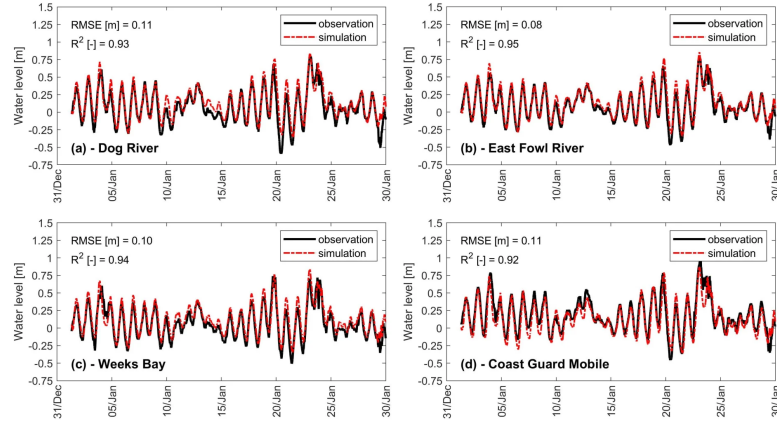 1.5
1.25
1
0.75
0.5
0.25
0
-0.25
-0.5
-0.75
Water level [m]
RMSE [m] = 0.11
R² [-] = 0.93
observation
simulation
(a) - Dog River
31/Dec
05/Jan
10/Jan
15/Jan
20/Jan
25/Jan
30/Jan
1.5
1.25
1
0.75
0.5
0.25
0
-0.25
-0.5
-0.75
Water level [m]
RMSE [m] = 0.08
R² [-] = 0.95
observation
simulation
(b) - East Fowl River
31/Dec
05/Jan
10/Jan
15/Jan
20/Jan
25/Jan
30/Jan
1.5
1.25
1
0.75
0.5
0.25
0
-0.25
-0.5
-0.75
Water level [m]
RMSE [m] = 0.10
R² [-] = 0.94
observation
simulation
(c) - Weeks Bay
31/Dec
05/Jan
10/Jan
15/Jan
20/Jan
25/Jan
30/Jan
1.5
1.25
1
0.75
0.5
0.25
0
-0.25
-0.5
-0.75
Water level [m]
RMSE [m] = 0.11
R² [-] = 0.92
observation
simulation
(d) - Coast Guard Mobile
31/Dec
05/Jan
10/Jan
15/Jan
20/Jan
25/Jan
30/Jan